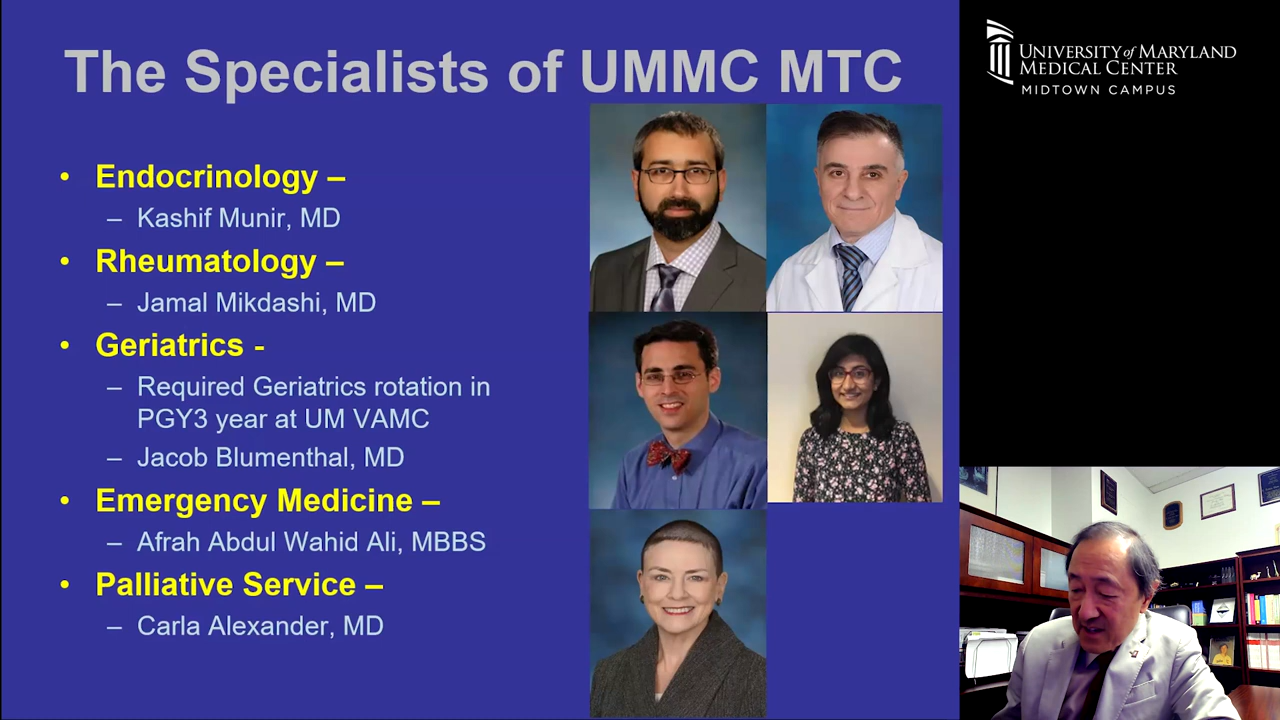 The Specialists of UMMC MTC
• Endocrinology –
– Kashif Munir, MD
• Rheumatology –
– Jamal Mikdashi, MD
• Geriatrics -
– Required Geriatrics rotation in
PGY3 year at UM VAMC
– Jacob Blumenthal, MD
• Emergency Medicine –
– Afrah Abdul Wahid Ali, MBBS
• Palliative Service –
– Carla Alexander, MD
UNIVERSITY of MARYLAND
MEDICAL CENTER
MIDTOWN CAMPUS